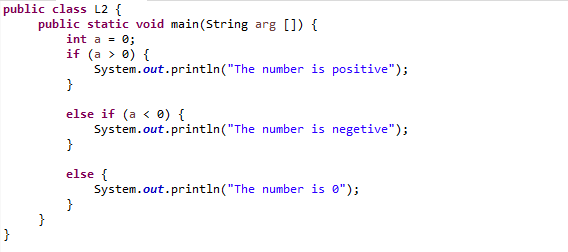 public class L2 {
public static void main(String arg []) {
int a = 0;
if (a > 0) {
System.out.println("The number is positive");
}
else if (a < 0) {
System.out.println("The number is negetive");
}
else {
System.out.println("The number is 0");
}
}
}